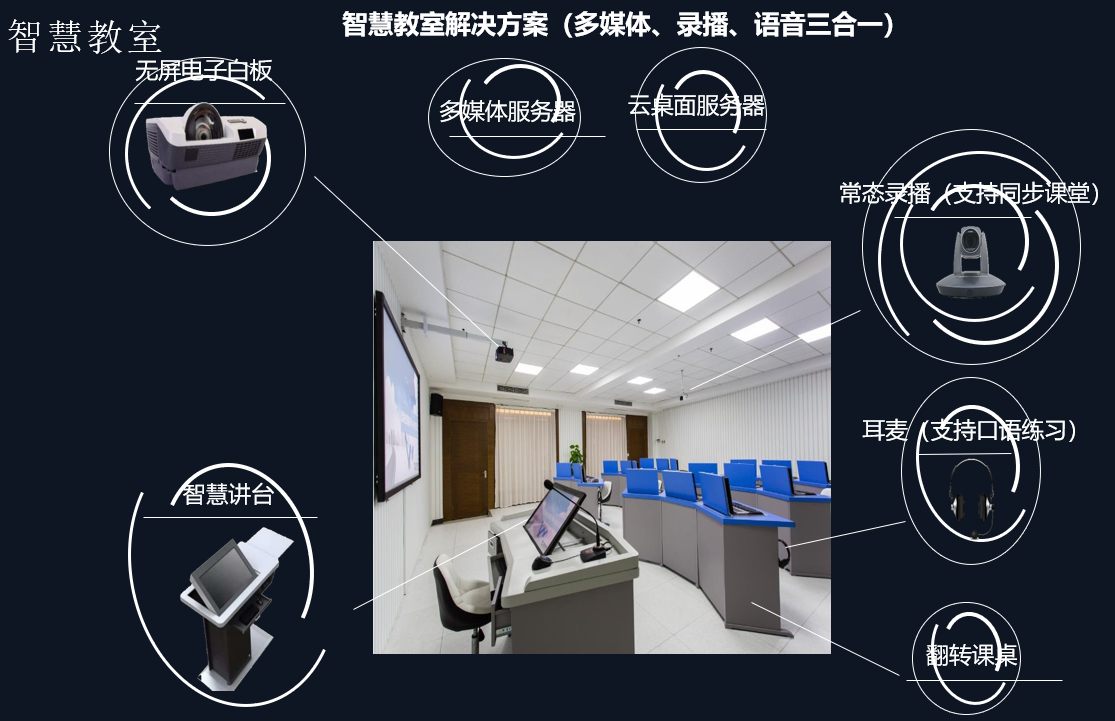 智慧教室
智慧教室解决方案（多媒体、录播、语音三合一）
无屏电子白板
多媒体服务器
云桌面服务器
常态录播（支持同步课堂）
耳麦（支持口语练习）
智慧讲台
翻转课桌